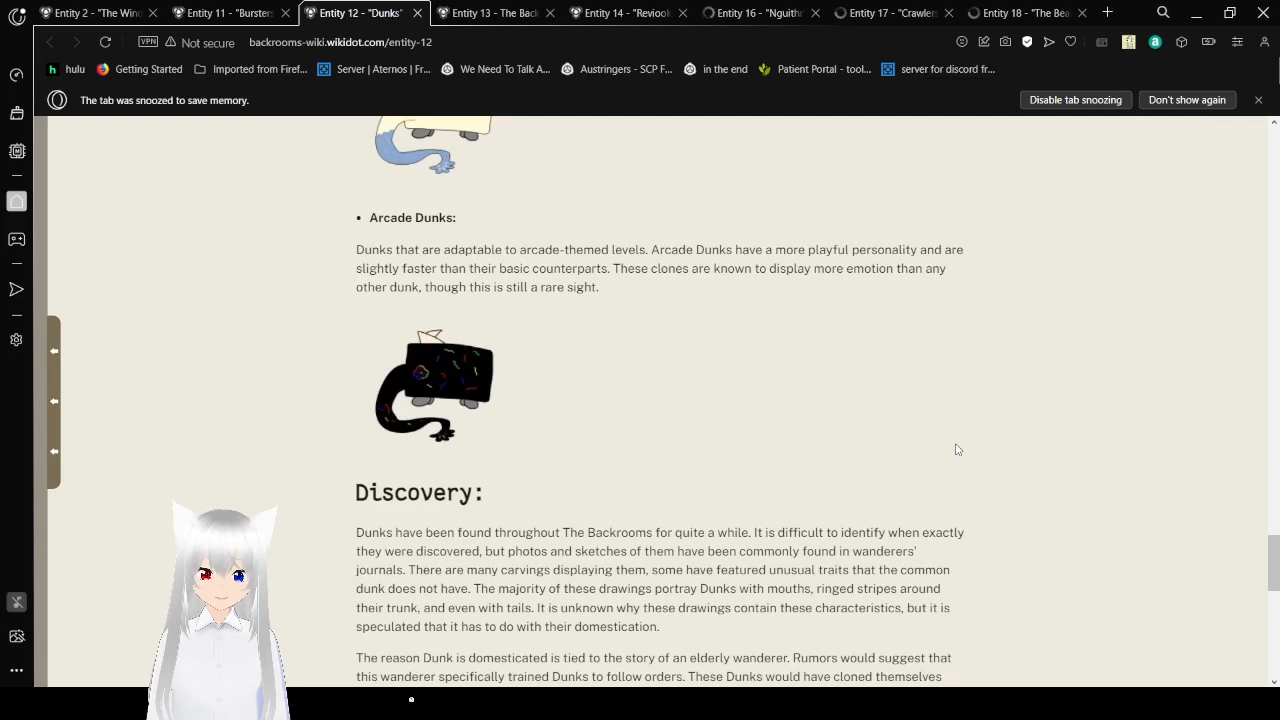 Entity 2 - "The Wind
Entity 11 - "Bursters
Entity 12 - "Dunks"
Entity 13 - The Back
Entity 14 - "Reviook
Entity 16 - "Nguithr
Entity 17 - "Crawlers
Entity 18 - "The Bea
VPN
Not secure
backrooms-wiki.wikidot.com/entity-12
hulu
Getting Started
Imported from Firef...
Server | Aternos | Fr...
We Need To Talk A...
Austringers - SCP F...
in the end
Patient Portal - tool...
server for discord fr...
The tab was snoozed to save memory.
Disable tab snoozing
Don't show again
• Arcade Dunks:
Dunks that are adaptable to arcade-themed levels. Arcade Dunks have a more playful personality and are
slightly faster than their basic counterparts. These clones are known to display more emotion than any
other dunk, though this is still a rare sight.
Discovery:
Dunks have been found throughout The Backrooms for quite a while. It is difficult to identify when exactly
they were discovered, but photos and sketches of them have been commonly found in wanderers'
journals. There are many carvings displaying them, some have featured unusual traits that the common
dunk does not have. The majority of these drawings portray Dunks with mouths, ringed stripes around
their trunk, and even with tails. It is unknown why these drawings contain these characteristics, but it is
speculated that it has to do with their domestication.
The reason Dunk is domesticated is tied to the story of an elderly wanderer. Rumors would suggest that
this wanderer specifically trained Dunks to follow orders. These Dunks would have cloned themselves